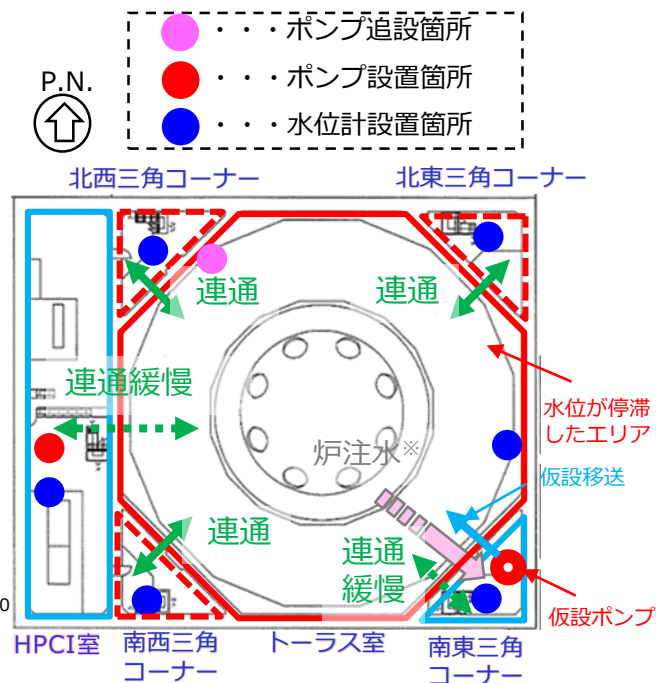 ・・・ポンプ追設箇所
P.N.
・・・ポンプ設置箇所
・・・水位計設置箇所
北西三角コーナー
北東三角コーナー
連通
連通
連通緩慢
水位が停滞
したエリア
炉注水※
仮設移送
連通
連通
緩慢
0
仮設ポンプ
HPCI室
南西三角
コーナー
トーラス室
南東三角
コーナー